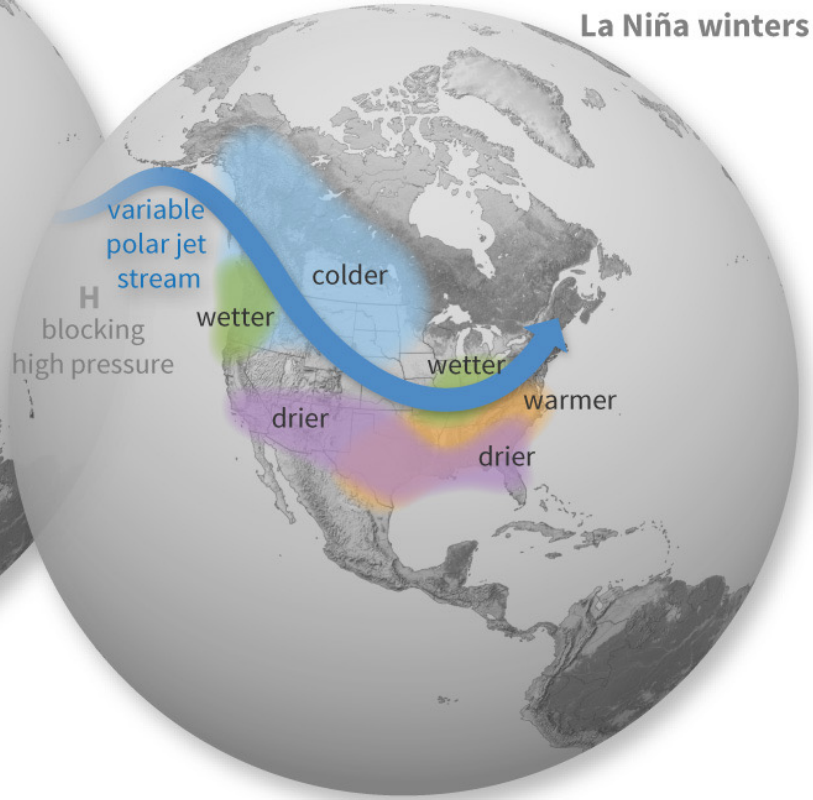 La Niña winters
variable
polar jet
stream
H
blocking
high pressure
colder
wetter
wetter
warmer
drier
drier